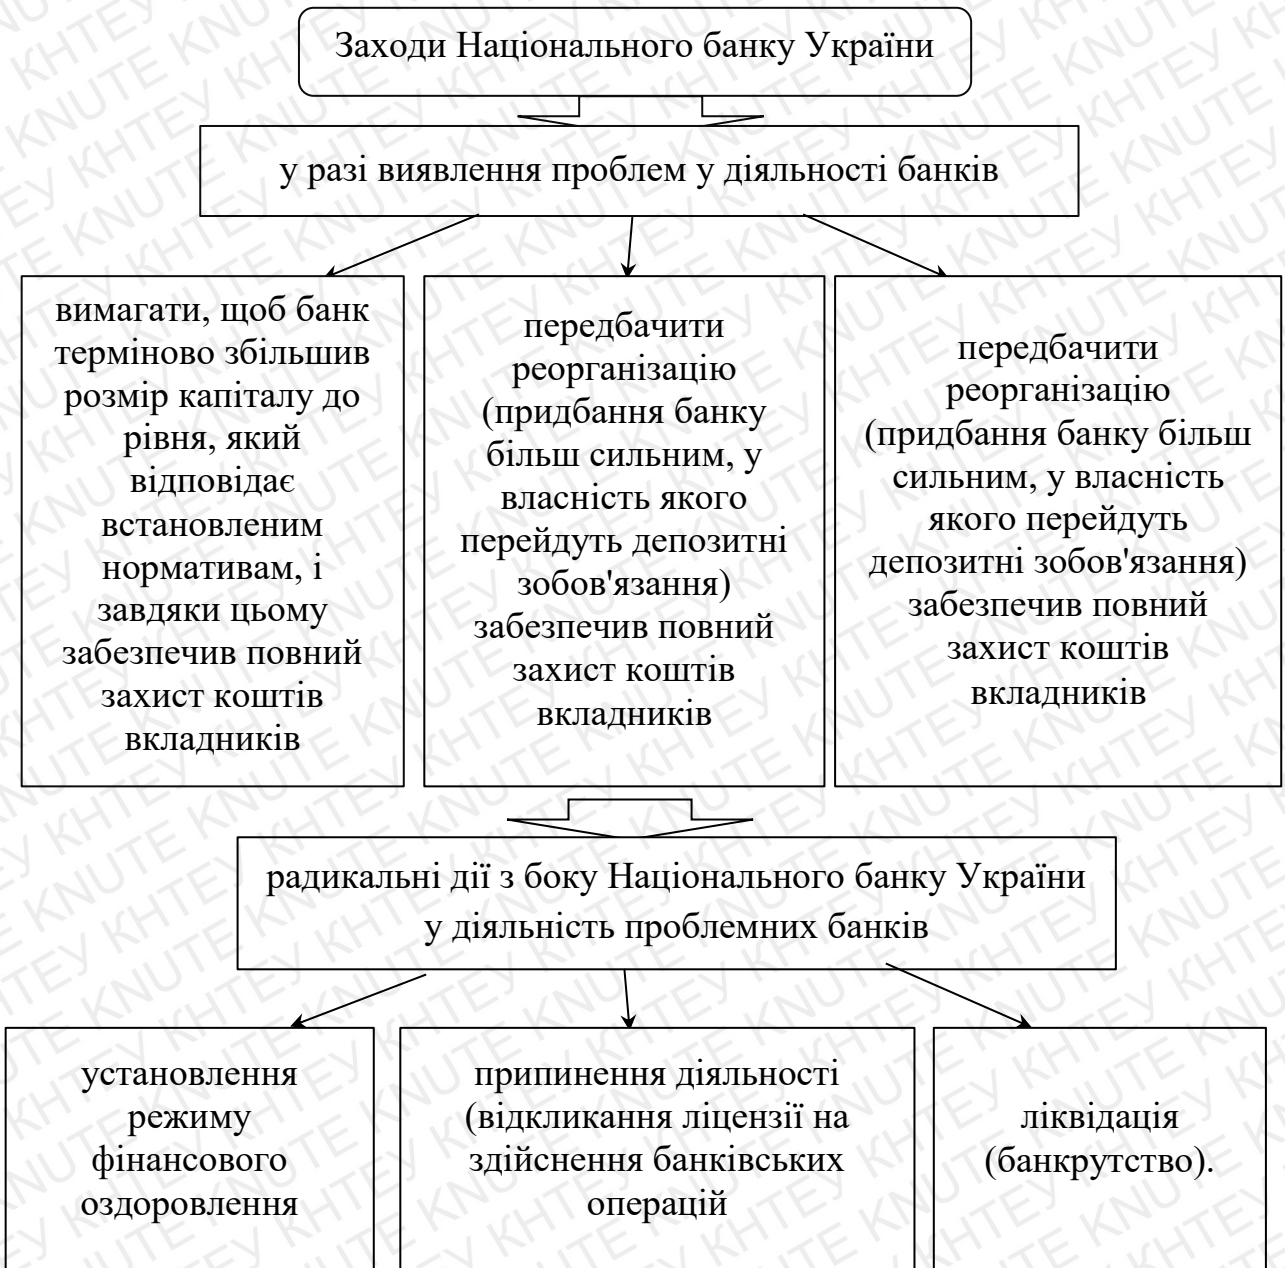 Заходи Національного банку України
у разі виявлення проблем у діяльності банків
вимагати, щоб банк
терміново збільшив
розмір капіталу до
рівня, який
відповідає
встановленим
нормативам, і
завдяки цьому
забезпечив повний
захист коштів
вкладників
передбачити
реорганізацію
(придбання банку
більш сильним, у
власність якого
перейдуть депозитні
зобов'язання)
забезпечив повний
захист коштів
вкладників
передбачити
реорганізацію
(придбання банку більш
сильним, у власність
якого перейдуть
депозитні зобов'язання)
забезпечив повний
захист коштів
вкладників
радикальні дії з боку Національного банку України
у діяльність проблемних банків
установлення
режиму
фінансового
оздоровлення
припинення діяльності
(відкликання ліцензії на
здійснення банківських
операцій
ліквідація
(банкрутство).